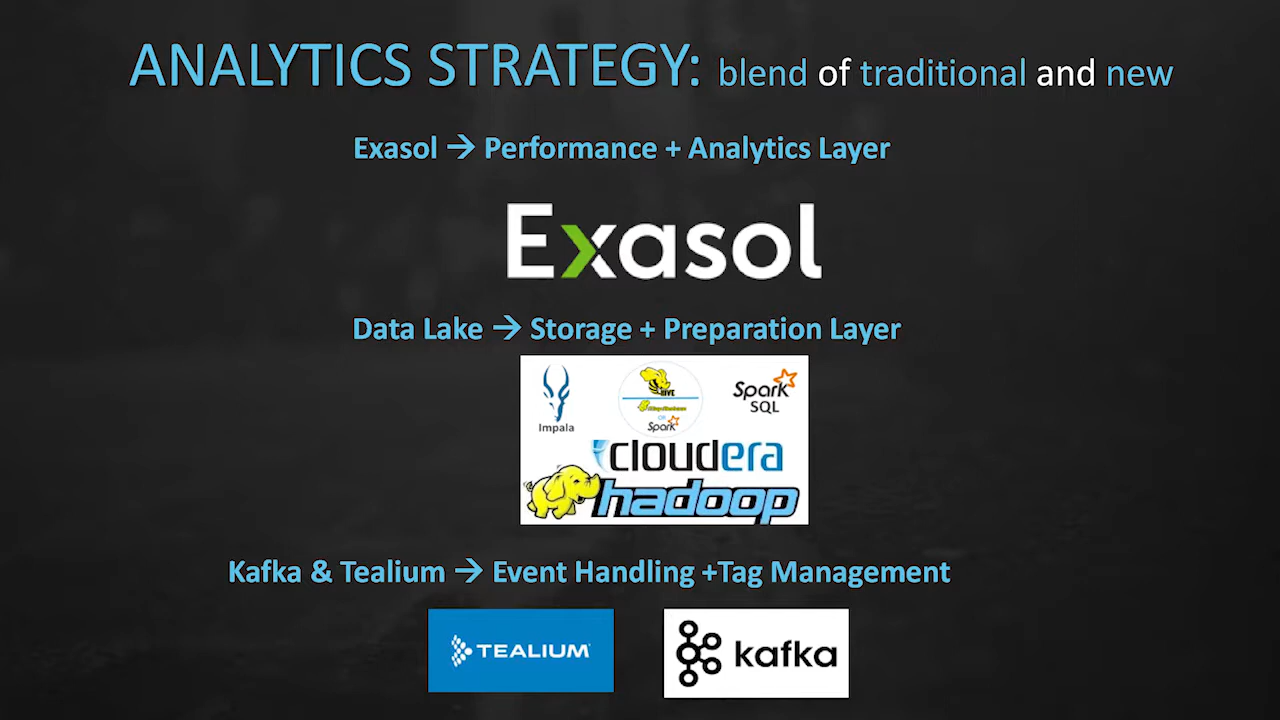 ANALYTICS STRATEGY: blend of traditional and new
Exasol → Performance + Analytics Layer
Exasol
Data Lake → Storage + Preparation Layer
Impala
HIVE
OR
Spark
Spark
SQL
cloudera
hadoop
Kafka & Tealium → Event Handling +Tag Management
TEALIUM
kafka